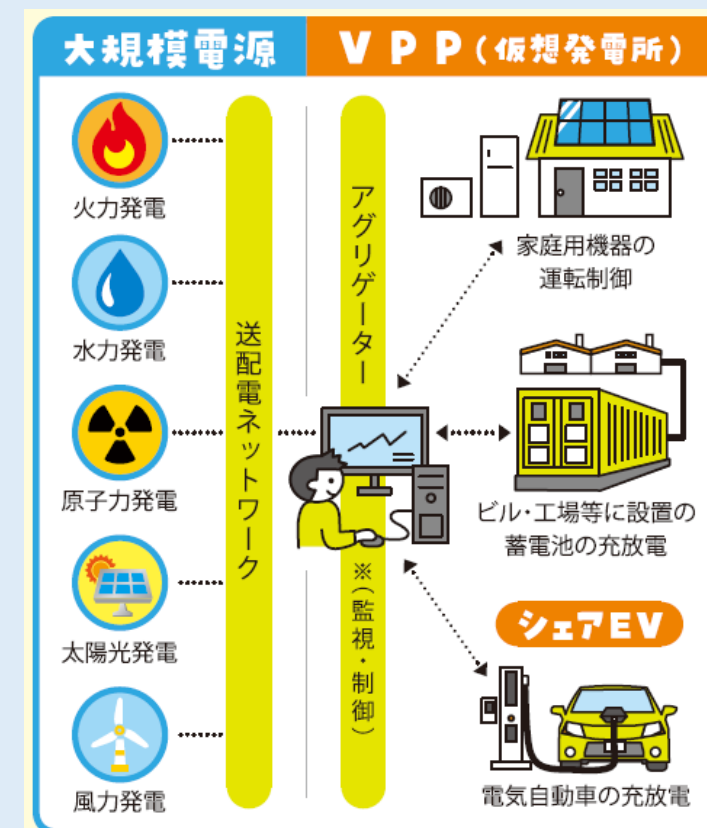 大規模電源
VPP(仮想発電所)
火力発電
水力発電
原子力発電
太陽光発電
風力発電
送配電ネットワーク
アグリゲーター
※(監視・制御)
家庭用機器の
運転制御
ビル・工場等に設置の
蓄電池の充放電
シェアEV
電気自動車の充放電